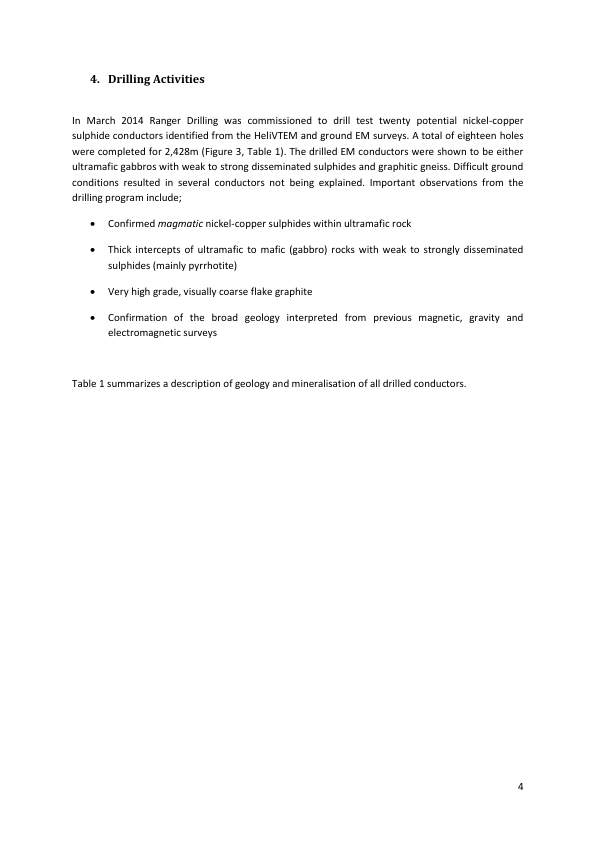 4. Drilling Activities
In March 2014 Ranger Drilling was commissioned to drill test twenty potential nickel-copper
sulphide conductors identified from the HeliVTEM and ground EM surveys. A total of eighteen holes
were completed for 2,428m (Figure 3, Table 1). The drilled EM conductors were shown to be either
ultramafic gabbros with weak to strong disseminated sulphides and graphitic gneiss. Difficult ground
conditions resulted in several conductors not being explained. Important observations from the
drilling program include;
• Confirmed magmatic nickel-copper sulphides within ultramafic rock
• Thick intercepts of ultramafic to mafic (gabbro) rocks with weak to strongly disseminated
sulphides (mainly pyrrhotite)
• Very high grade, visually coarse flake graphite
• Confirmation of the broad geology interpreted from previous magnetic, gravity and
electromagnetic surveys
Table 1 summarizes a description of geology and mineralisation of all drilled conductors.
4